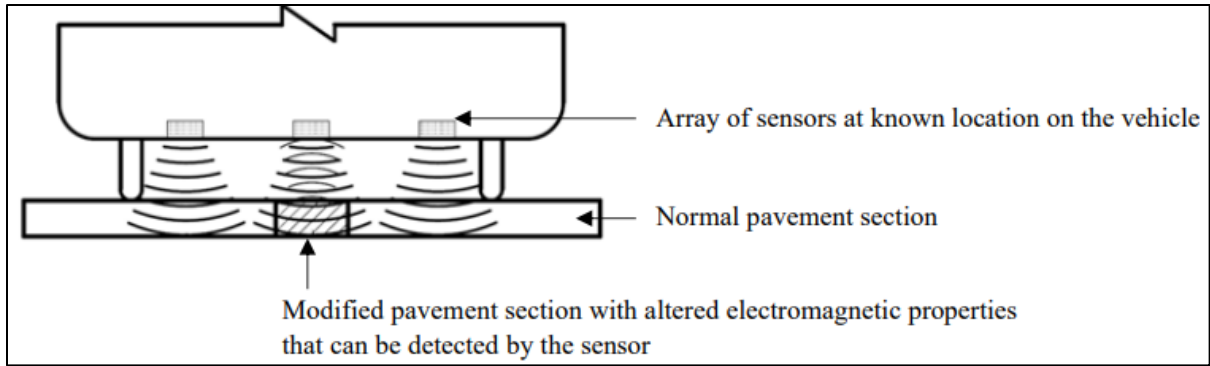 Array of sensors at known location on the vehicle
Normal pavement section
Modified pavement section with altered electromagnetic properties
that can be detected by the sensor